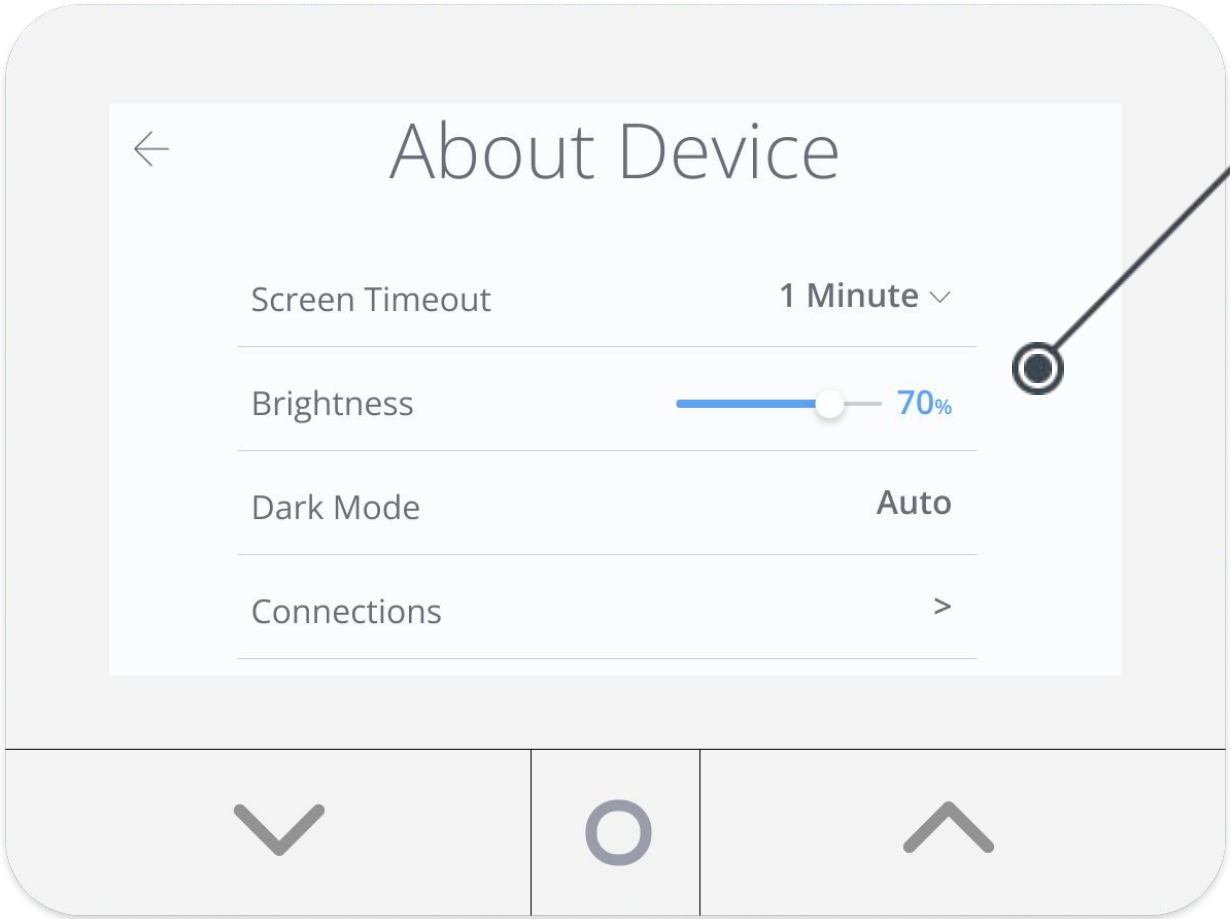 About Device
Screen Timeout 1 Minute
Brightness 70%
Dark Mode Auto
Connections >